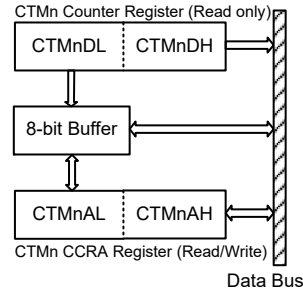 CTMn Counter Register (Read only)
CTMnDL CTMnDH
8-bit Buffer
CTMnAL CTMnAH
CTMn CCRA Register (Read/Write)
Data Bus